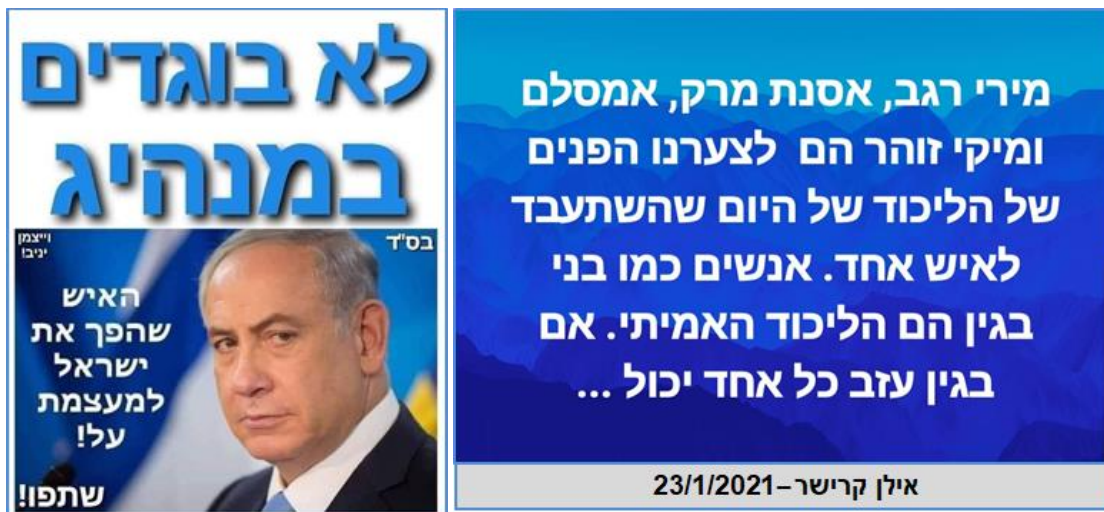 לא בוגדים
במנהיג
בס"ד
וייצמן
יניב!
האיש
שהפך את
ישראל
למעצמת
על!
שתפו!
מירי רגב, אסנת מרק, אמסלם
ומיקי זוהר הם לצערנו הפנים
של הליכוד של היום שהשתעבד
לאיש אחד. אנשים כמו בני
בגין הם הליכוד האמיתי. אם
בגין עזב כל אחד יכול ...
אילן קרישר –23/1/2021